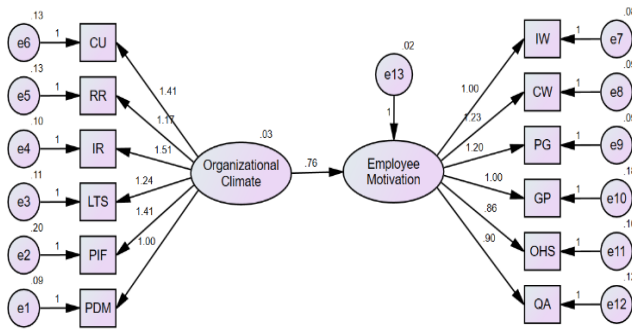 .13
e6 1 CU
.13
e5 1 RR
.10
e4 1 IR
.11
e3 1 LTS
.20
e2 1 PIF
.09
e1 1 PDM
1.41
1.17
1.51
1.24
1.41
1.00
.03
Organizational
Climate
.76
.02
e13
1
Employee
Motivation
1.00
1.23
1.20
1.00
.86
.90
IW 1 e7
CW 1 e8
PG 1 e9
GP 1 e10
OHS 1 e11
QA 1 e12